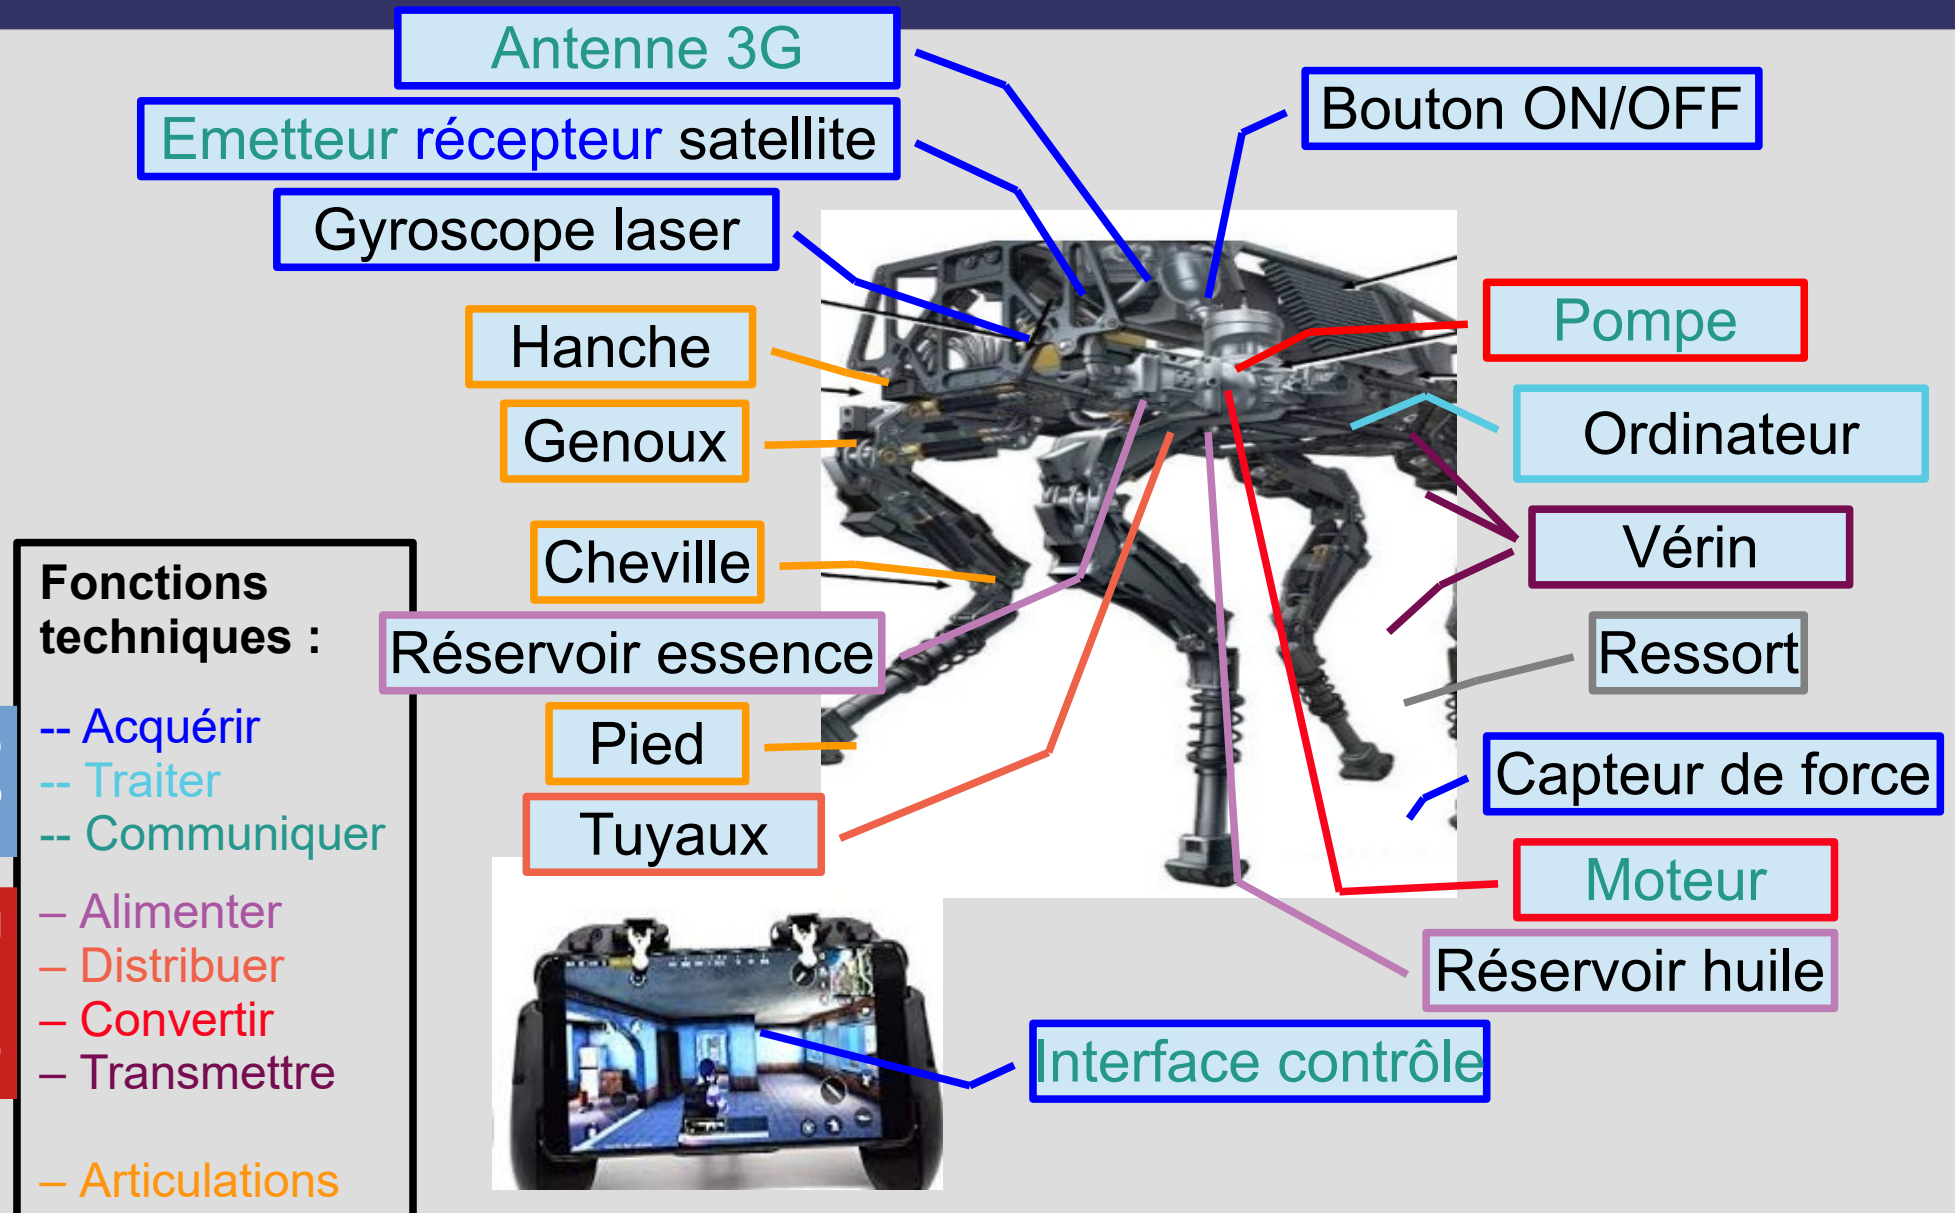 Antenne 3G
Emetteur récepteur satellite
Bouton ON/OFF
Gyroscope laser
Hanche
Pompe
Genoux
Ordinateur
Cheville
Vérin
Réservoir essence
Ressort
Pied
Capteur de force
Tuyaux
Moteur
Réservoir huile
Interface contrôle
Fonctions
techniques :
-- Acquérir
-- Traiter
-- Communiquer
– Alimenter
– Distribuer
– Convertir
– Transmettre
– Articulations